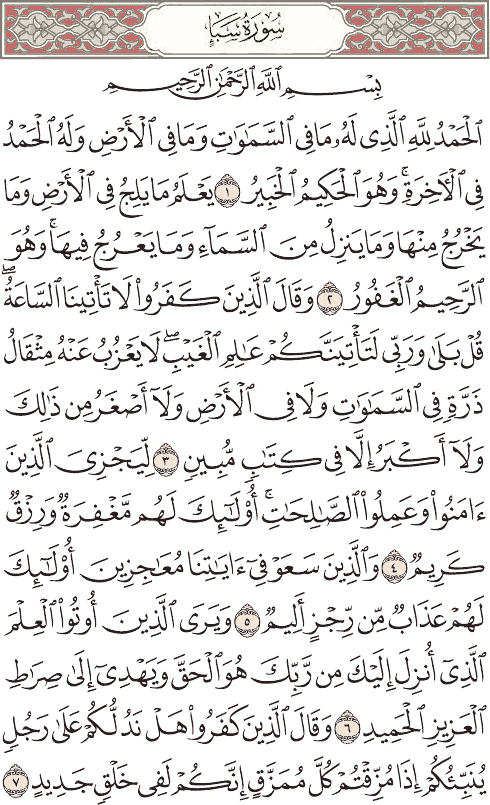 سُورَةُ سَبَإٍ
بِسْمِ ٱللَّهِ ٱلرَّحْمَٰنِ ٱلرَّحِيمِ
ٱلْحَمْدُ لِلَّهِ ٱلَّذِى لَهُۥ مَا فِى ٱلسَّمَٰوَٰتِ وَمَا فِى ٱلْأَرْضِ وَلَهُ ٱلْحَمْدُ
فِى ٱلْءَاخِرَةِ ۚ وَهُوَ ٱلْحَكِيمُ ٱلْخَبِيرُ ١ يَعْلَمُ مَا يَلِجُ فِى ٱلْأَرْضِ وَمَا
يَخْرُجُ مِنْهَا وَمَا يَنزِلُ مِنَ ٱلسَّمَآءِ وَمَا يَعْرُجُ فِيهَا ۚ وَهُوَ
ٱلرَّحِيمُ ٱلْغَفُورُ ٢ وَقَالَ ٱلَّذِينَ كَفَرُوا۟ لَا تَأْتِينَا ٱلسَّاعَةُ ۖ
قُلْ بَلَىٰ وَرَبِّى لَتَأْتِيَنَّكُمْ عَٰلِمِ ٱلْغَيْبِ ۖ لَا يَعْزُبُ عَنْهُ مِثْقَالُ
ذَرَّةٍ فِى ٱلسَّمَٰوَٰتِ وَلَا فِى ٱلْأَرْضِ وَلَآ أَصْغَرُ مِن ذَٰلِكَ
وَلَآ أَكْبَرُ إِلَّا فِى كِتَٰبٍ مُّبِينٍ ٣ لِّيَجْزِىَ ٱلَّذِينَ
ءَامَنُوا۟ وَعَمِلُوا۟ ٱلصَّٰلِحَٰتِ ۚ أُو۟لَٰٓئِكَ لَهُم مَّغْفِرَةٌ وَرِزْقٌ
كَرِيمٌ ٤ وَٱلَّذِينَ سَعَوْ فِىٓ ءَايَٰتِنَا مُعَٰجِزِينَ أُو۟لَٰٓئِكَ
لَهُمْ عَذَابٌ مِّن رِّجْزٍ أَلِيمٌ ٥ وَيَرَى ٱلَّذِينَ أُوتُوا۟ ٱلْعِلْمَ
ٱلَّذِىٓ أُنزِلَ إِلَيْكَ مِن رَّبِّكَ هُوَ ٱلْحَقَّ وَيَهْدِىٓ إِلَىٰ صِرَٰطِ
ٱلْعَزِيزِ ٱلْحَمِيدِ ٦ وَقَالَ ٱلَّذِينَ كَفَرُوا۟ هَلْ نَدُلُّكُمْ عَلَىٰ رَجُلٍ
يُنَبِّئُكُمْ إِذَا مُزِّقْتُمْ كُلَّ مُمَزَّقٍ إِنَّكُمْ لَفِى خَلْقٍ جَدِيدٍ ٧